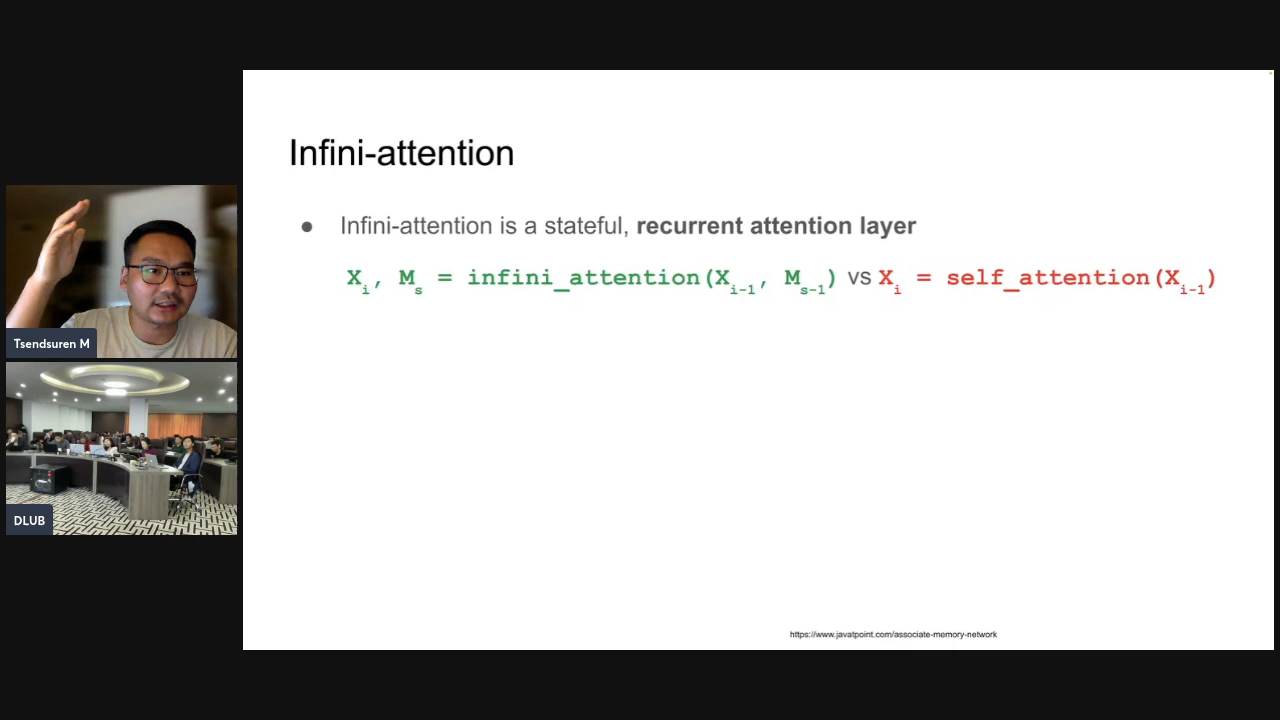 Infini-attention
● Infini-attention is a stateful, recurrent attention layer
Xi, Ms = infini_attention(Xi-1, Ms-1) vs Xi = self_attention(Xi-1)
https://www.javatpoint.com/associate-memory-network
Tsendsuren M
DLUB